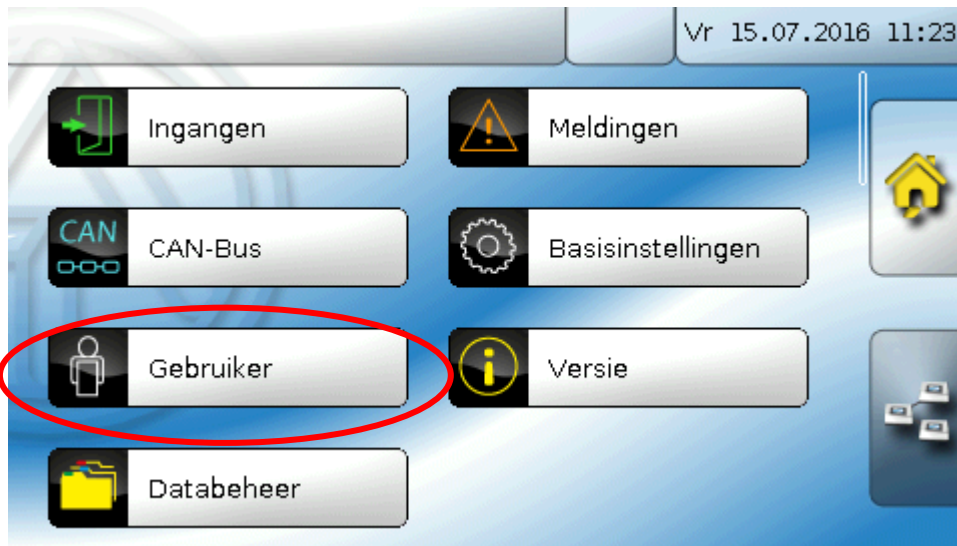 Vr 15.07.2016 11:23
Ingangen
Meldingen
CAN
CAN-Bus
Basisinstellingen
Gebruiker
Versie
Databeheer